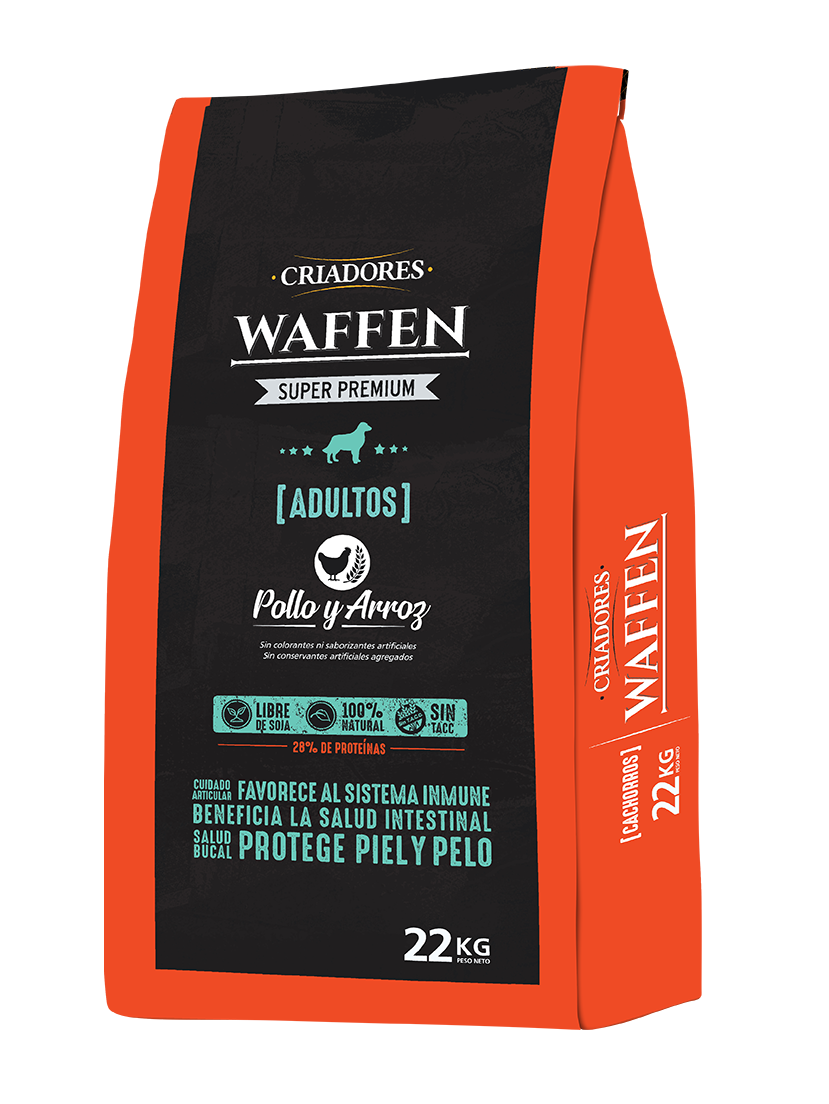 · CRIADORES ·
WAFFEN
SUPER PREMIUM
[ADULTOS]
Pollo y Arroz
Sin colorantes ni saborizantes artificiales
Sin conservantes artificiales agregados
LIBRE DE SOJA
100% NATURAL
SIN TACC
28% DE PROTEÍNAS
CUIDADO ARTICULAR FAVORECE AL SISTEMA INMUNE
BENEFICIA LA SALUD INTESTINAL
SALUD BUCAL PROTEGE PIEL Y PELO
22 KG
PESO NETO
· CRIADORES ·
WAFFEN
[CACHORROS]
22 KG
PESO NETO